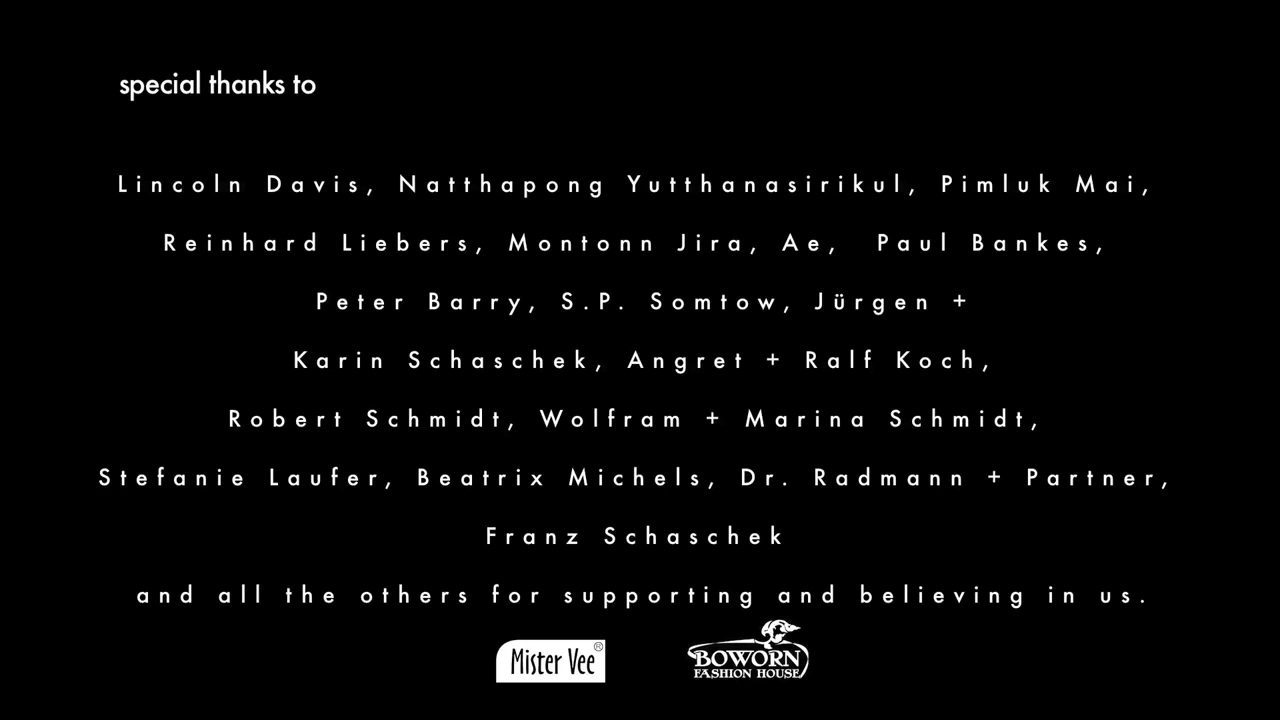 special thanks to
Lincoln Davis, Natthapong Yutthanasirikul, Pimluk Mai,
Reinhard Liebers, Montonn Jira, Ae, Paul Bankes,
Peter Barry, S.P. Somtow, Jürgen +
Karin Schaschek, Angret + Ralf Koch,
Robert Schmidt, Wolfram + Marina Schmidt,
Stefanie Laufer, Beatrix Michels, Dr. Radmann + Partner,
Franz Schaschek
and all the others for supporting and believing in us.
Mister Vee®
BOWORN
FASHION HOUSE